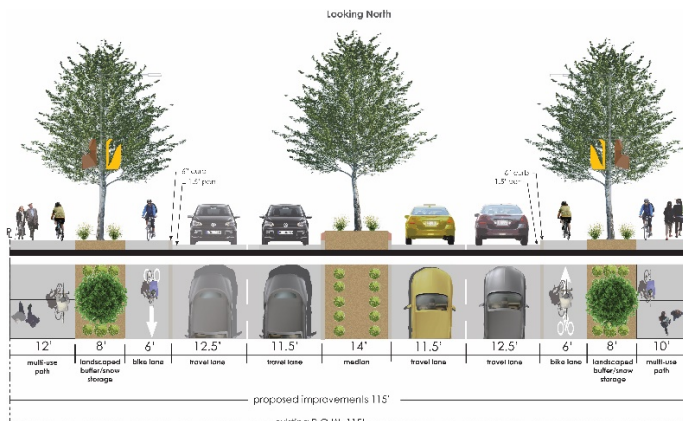 Looking North
6" curb
1.5' pan
6" curb
1.5' pan
12' 8' 6' 12.5' 11.5' 14' 11.5' 12.5' 6' 8' 10'
multi-use path
landscaped buffer/snow storage
bike lane
travel lane
travel lane
median
travel lane
travel lane
bike lane
landscaped buffer/snow storage
multi-use path
proposed improvements 115'
existing R.O.W. 115'